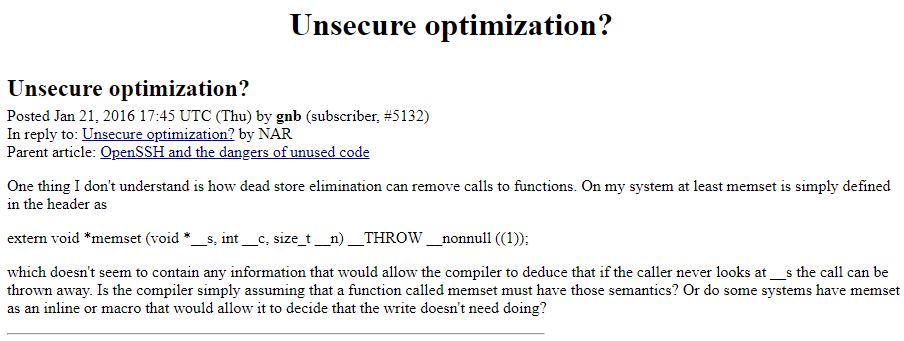 Unsecure optimization?
Unsecure optimization?
Posted Jan 21, 2016 17:45 UTC (Thu) by gnb (subscriber, #5132)
In reply to: Unsecure optimization? by NAR
Parent article: OpenSSH and the dangers of unused code
One thing I don't understand is how dead store elimination can remove calls to functions. On my system at least memset is simply defined
in the header as
extern void *memset (void *__s, int __c, size_t __n) __THROW __nonnull ((1));
which doesn't seem to contain any information that would allow the compiler to deduce that if the caller never looks at __s the call can be
thrown away. Is the compiler simply assuming that a function called memset must have those semantics? Or do some systems have memset
as an inline or macro that would allow it to decide that the write doesn't need doing?